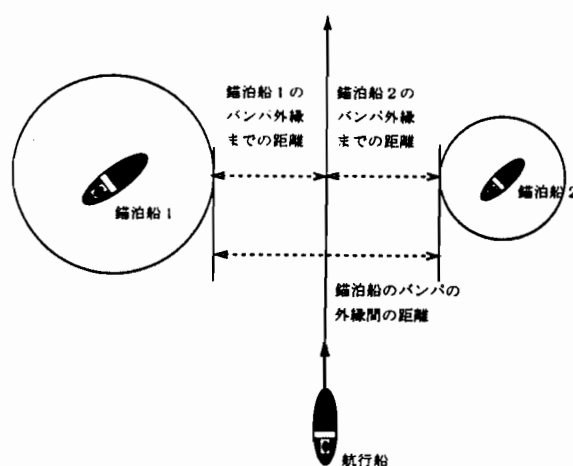 錨泊船1の
バンパ外縁
までの距離
錨泊船2の
バンパ外縁
までの距離
錨泊船1
錨泊船2
錨泊船のバンパの
外縁間の距離
航行船